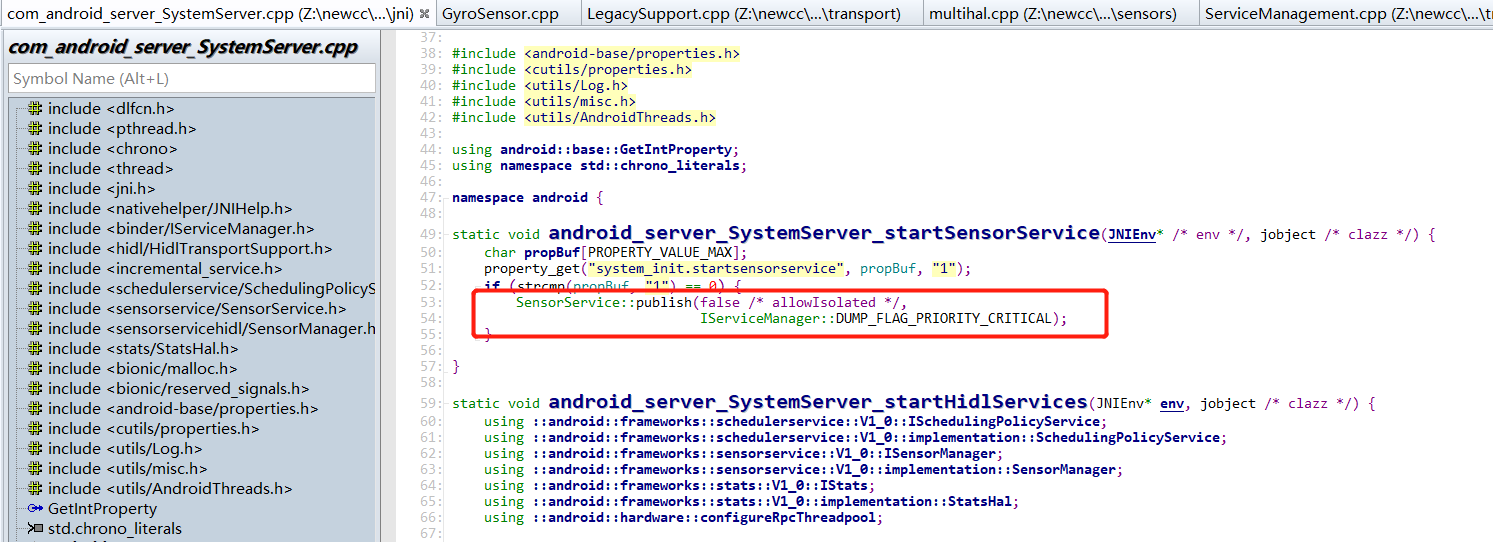 com_android_server_SystemServer.cpp (Z:\newcc\...\jni)
GyroSensor.cpp
LegacySupport.cpp (Z:\newcc\...\transport)
multihal.cpp (Z:\newcc\...\sensors)
ServiceManagement.cpp (Z:\newcc\...\tr
com_android_server_SystemServer.cpp
Symbol Name (Alt+L)
include <dlfcn.h>
include <pthread.h>
include <chrono>
include <thread>
include <jni.h>
include <nativehelper/JNIHelp.h>
include <binder/IServiceManager.h>
include <hidl/HidlTransportSupport.h>
include <incremental_service.h>
include <schedulerservice/SchedulingPolicyS
include <sensorservice/SensorService.h>
include <sensorservicehidl/SensorManager.h
include <stats/StatsHal.h>
include <bionic/malloc.h>
include <bionic/reserved_signals.h>
include <android-base/properties.h>
include <cutils/properties.h>
include <utils/Log.h>
include <utils/misc.h>
include <utils/AndroidThreads.h>
GetIntProperty
std.chrono_literals
37:
38: #include <android-base/properties.h>
39: #include <cutils/properties.h>
40: #include <utils/Log.h>
41: #include <utils/misc.h>
42: #include <utils/AndroidThreads.h>
43:
44: using android::base::GetIntProperty;
45: using namespace std::chrono_literals;
46:
47: namespace android {
48:
49: static void android_server_SystemServer_startSensorService(JNIEnv* /* env */, jobject /* clazz */) {
50: char propBuf[PROPERTY_VALUE_MAX];
51: property_get("system_init.startsensorservice", propBuf, "1");
52: if (strcmp(propBuf, "1") == 0) {
53: SensorService::publish(false /* allowIsolated */,
54: IServiceManager::DUMP_FLAG_PRIORITY_CRITICAL);
55: }
56:
57: }
58:
59: static void android_server_SystemServer_startHidlServices(JNIEnv* env, jobject /* clazz */) {
60: using ::android::frameworks::schedulerservice::V1_0::ISchedulingPolicyService;
61: using ::android::frameworks::schedulerservice::V1_0::implementation::SchedulingPolicyService;
62: using ::android::frameworks::sensorservice::V1_0::ISensorManager;
63: using ::android::frameworks::sensorservice::V1_0::implementation::SensorManager;
64: using ::android::frameworks::stats::V1_0::IStats;
65: using ::android::frameworks::stats::V1_0::implementation::StatsHal;
66: using ::android::hardware::configureRpcThreadpool;
67: